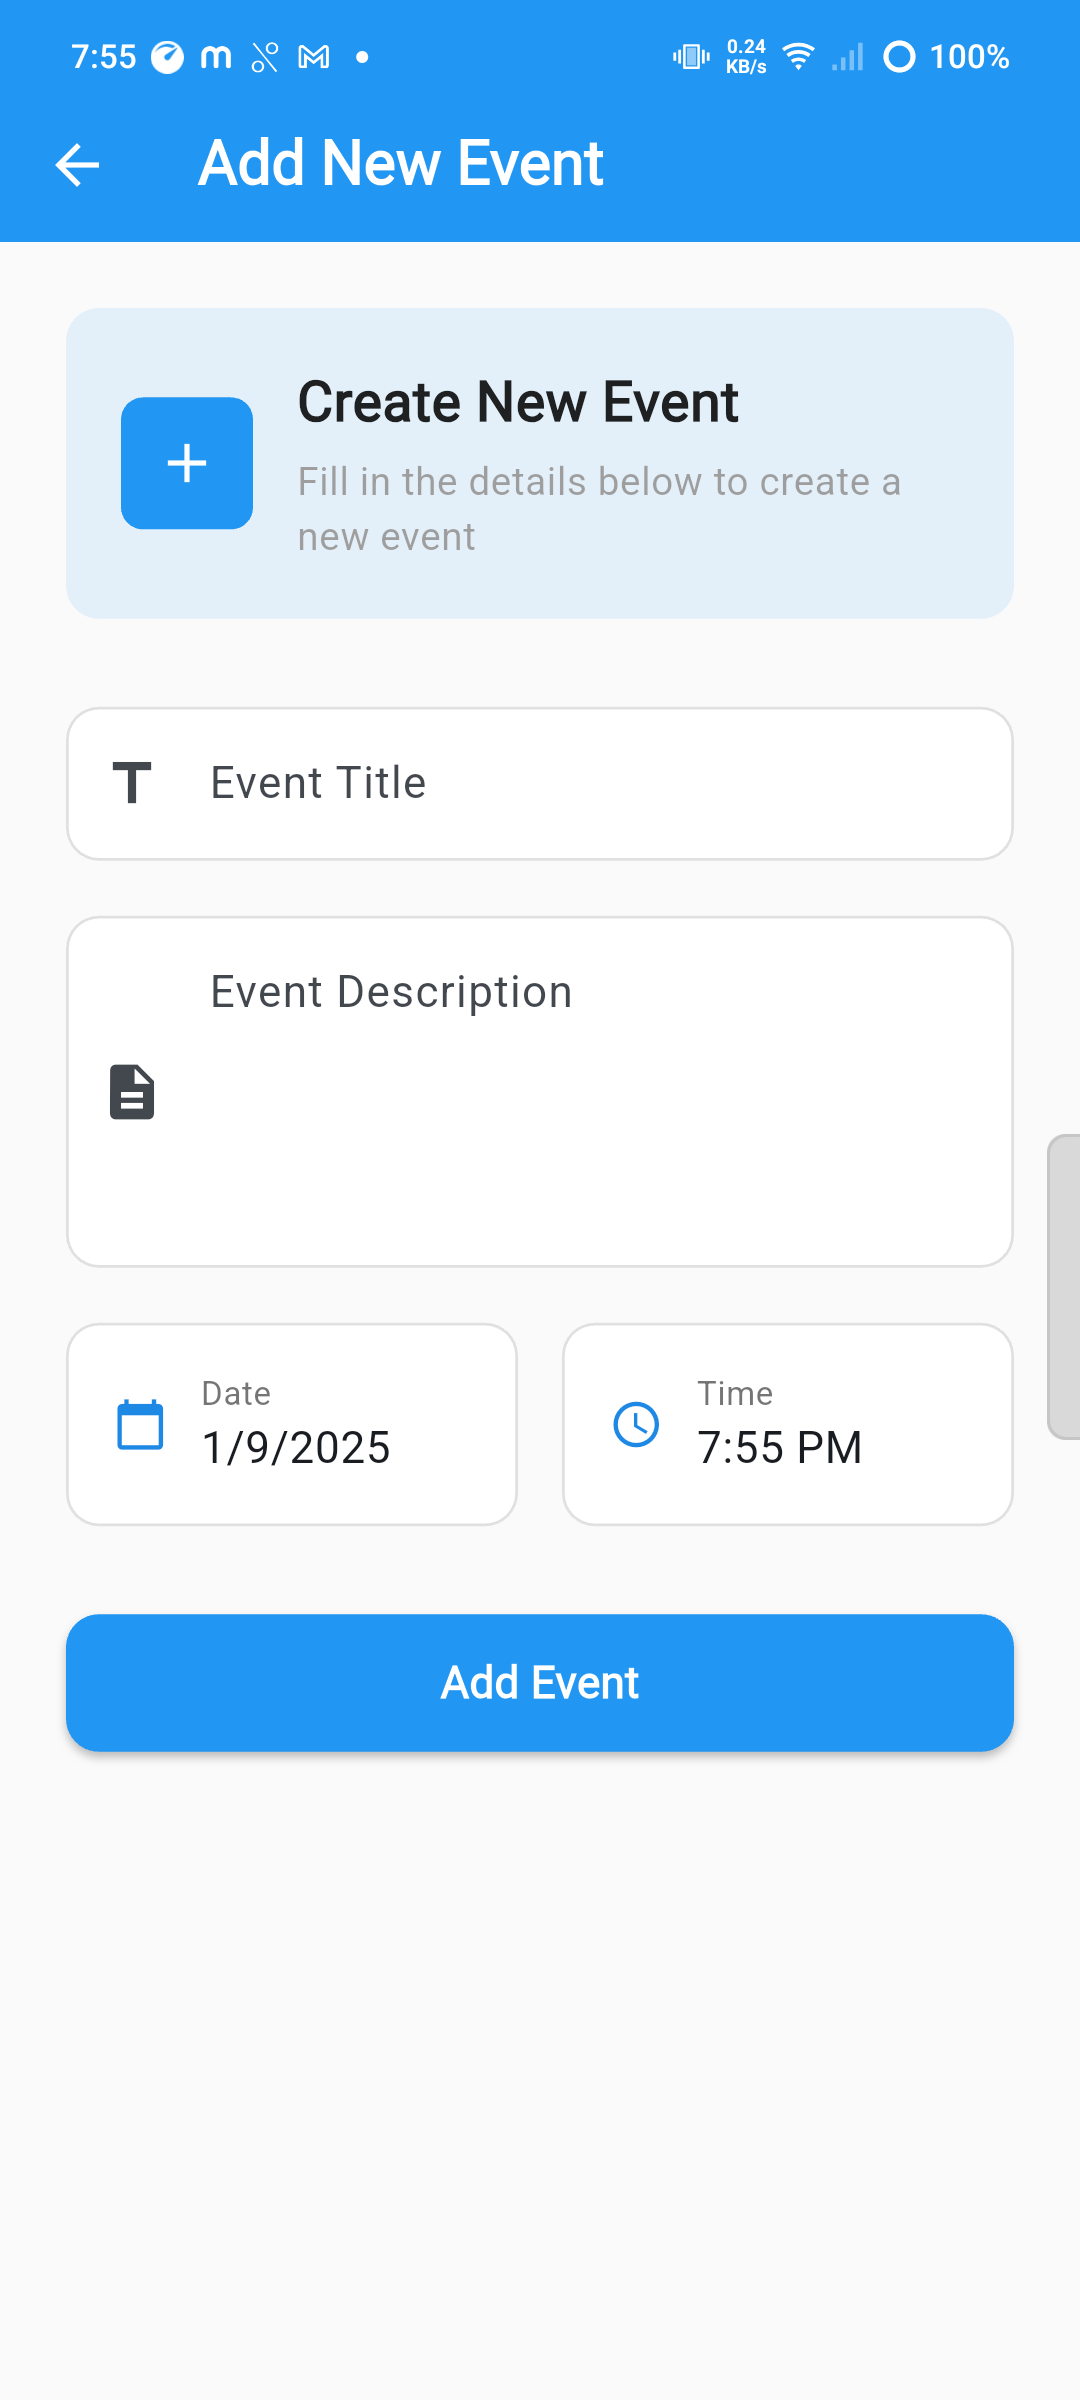 7:55
0.24
KB/s
100%
Add New Event
Create New Event
Fill in the details below to create a
new event
Event Title
Event Description
Date
1/9/2025
Time
7:55 PM
Add Event